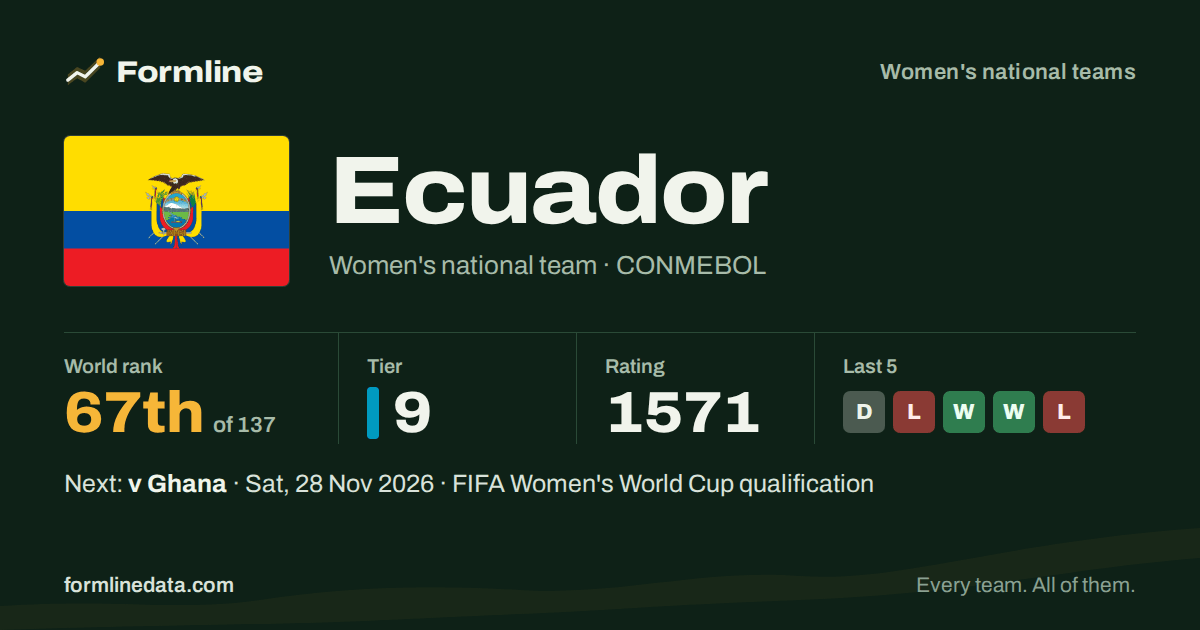 Formline
Women's national teams
Ecuador
Women's national team · CONMEBOL
World rank
67th of 137
Tier
9
Rating
1571
Last 5
D L W W L
Next: v Ghana · Sat, 28 Nov 2026 · FIFA Women's World Cup qualification
formlinedata.com
Every team. All of them.